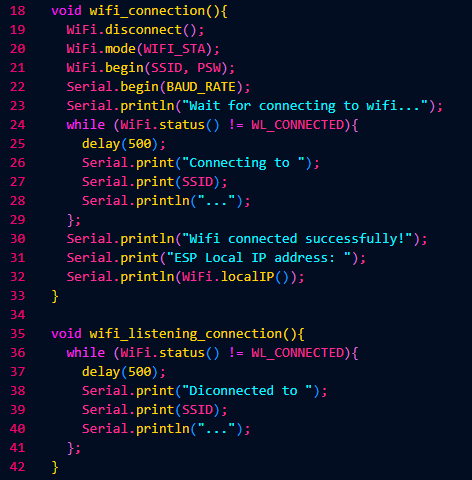 18 void wifi_connection(){
19   WiFi.disconnect();
20   WiFi.mode(WIFI_STA);
21   WiFi.begin(SSID, PSW);
22   Serial.begin(BAUD_RATE);
23   Serial.println("Wait for connecting to wifi...");
24   while (WiFi.status() != WL_CONNECTED){
25     delay(500);
26     Serial.print("Connecting to ");
27     Serial.print(SSID);
28     Serial.println("...");
29   };
30   Serial.println("Wifi connected successfully!");
31   Serial.print("ESP Local IP address: ");
32   Serial.println(WiFi.localIP());
33 }
34
35 void wifi_listening_connection(){
36   while (WiFi.status() != WL_CONNECTED){
37     delay(500);
38     Serial.print("Diconnected to ");
39     Serial.print(SSID);
40     Serial.println("...");
41   };
42 }